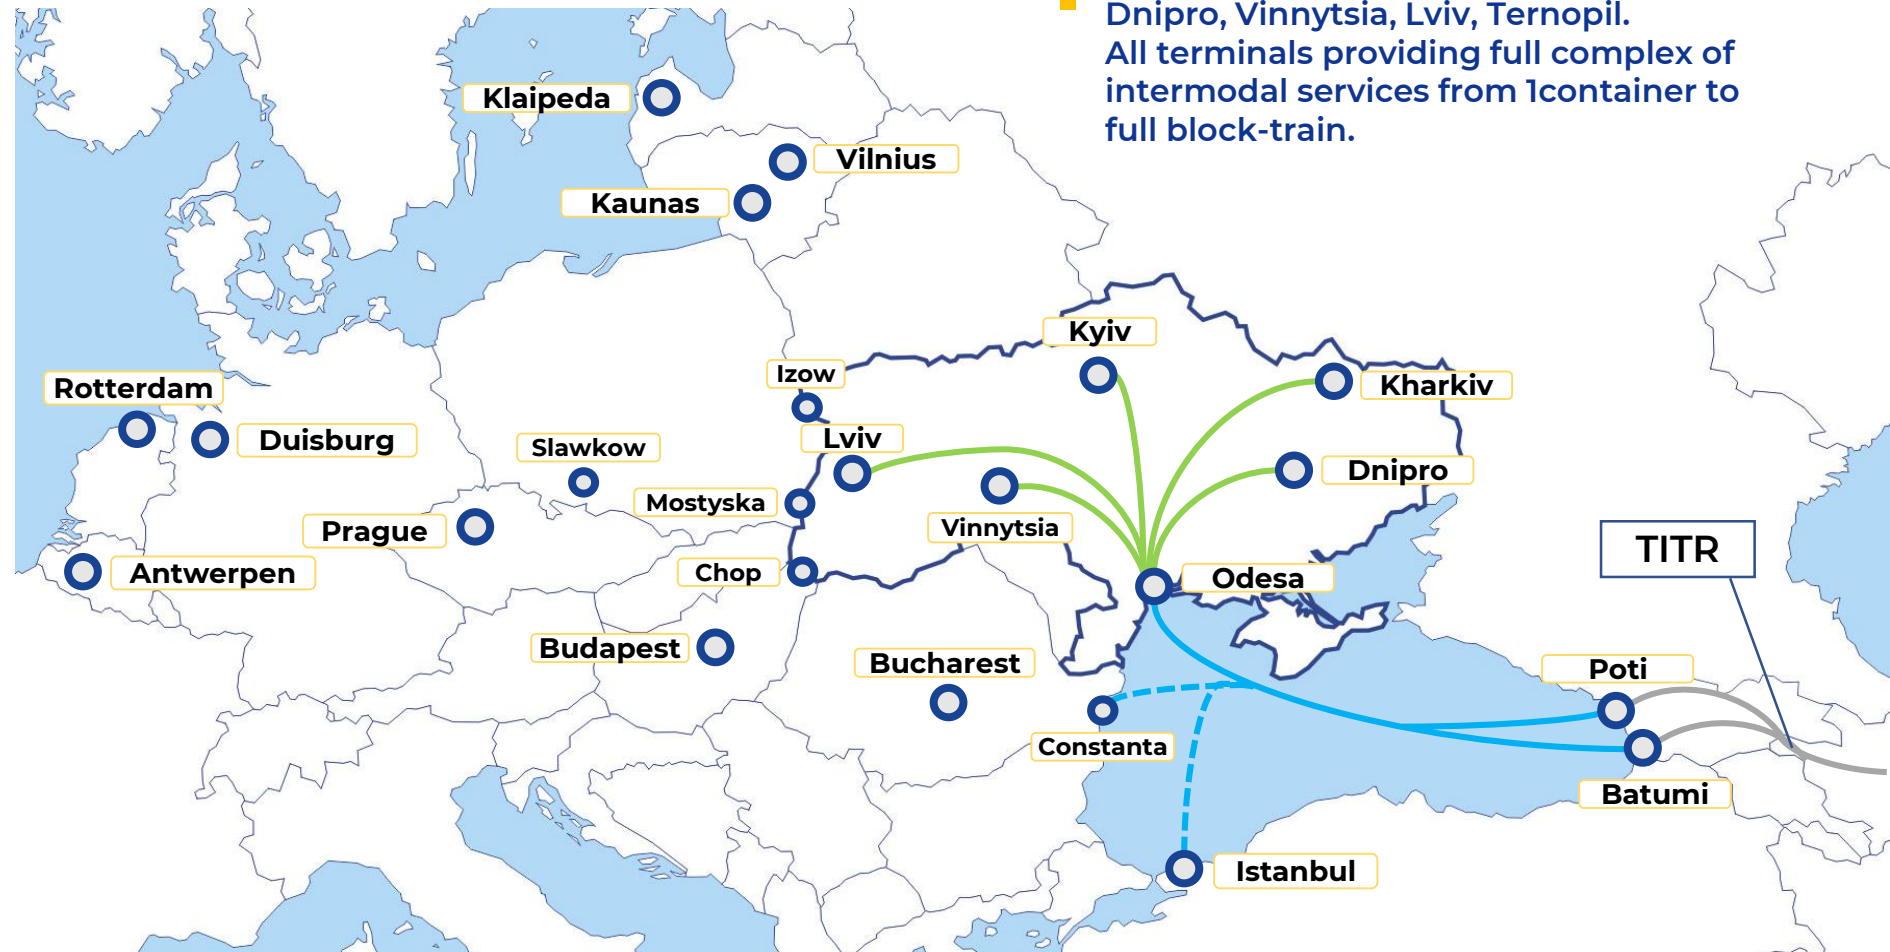 Dnipro, Vinnytsia, Lviv, Ternopil.
All terminals providing full complex of
intermodal services from 1container to
full block-train.
Klaipeda
Vilnius
Kaunas
Kyiv
Izow
Rotterdam
Kharkiv
Lviv
Duisburg
Slawkow
Dnipro
Mostyska
Vinnytsia
Prague
TITR
Antwerpen
Chop
Odesa
Budapest
Bucharest
Poti
Constanta
Batumi
Istanbul